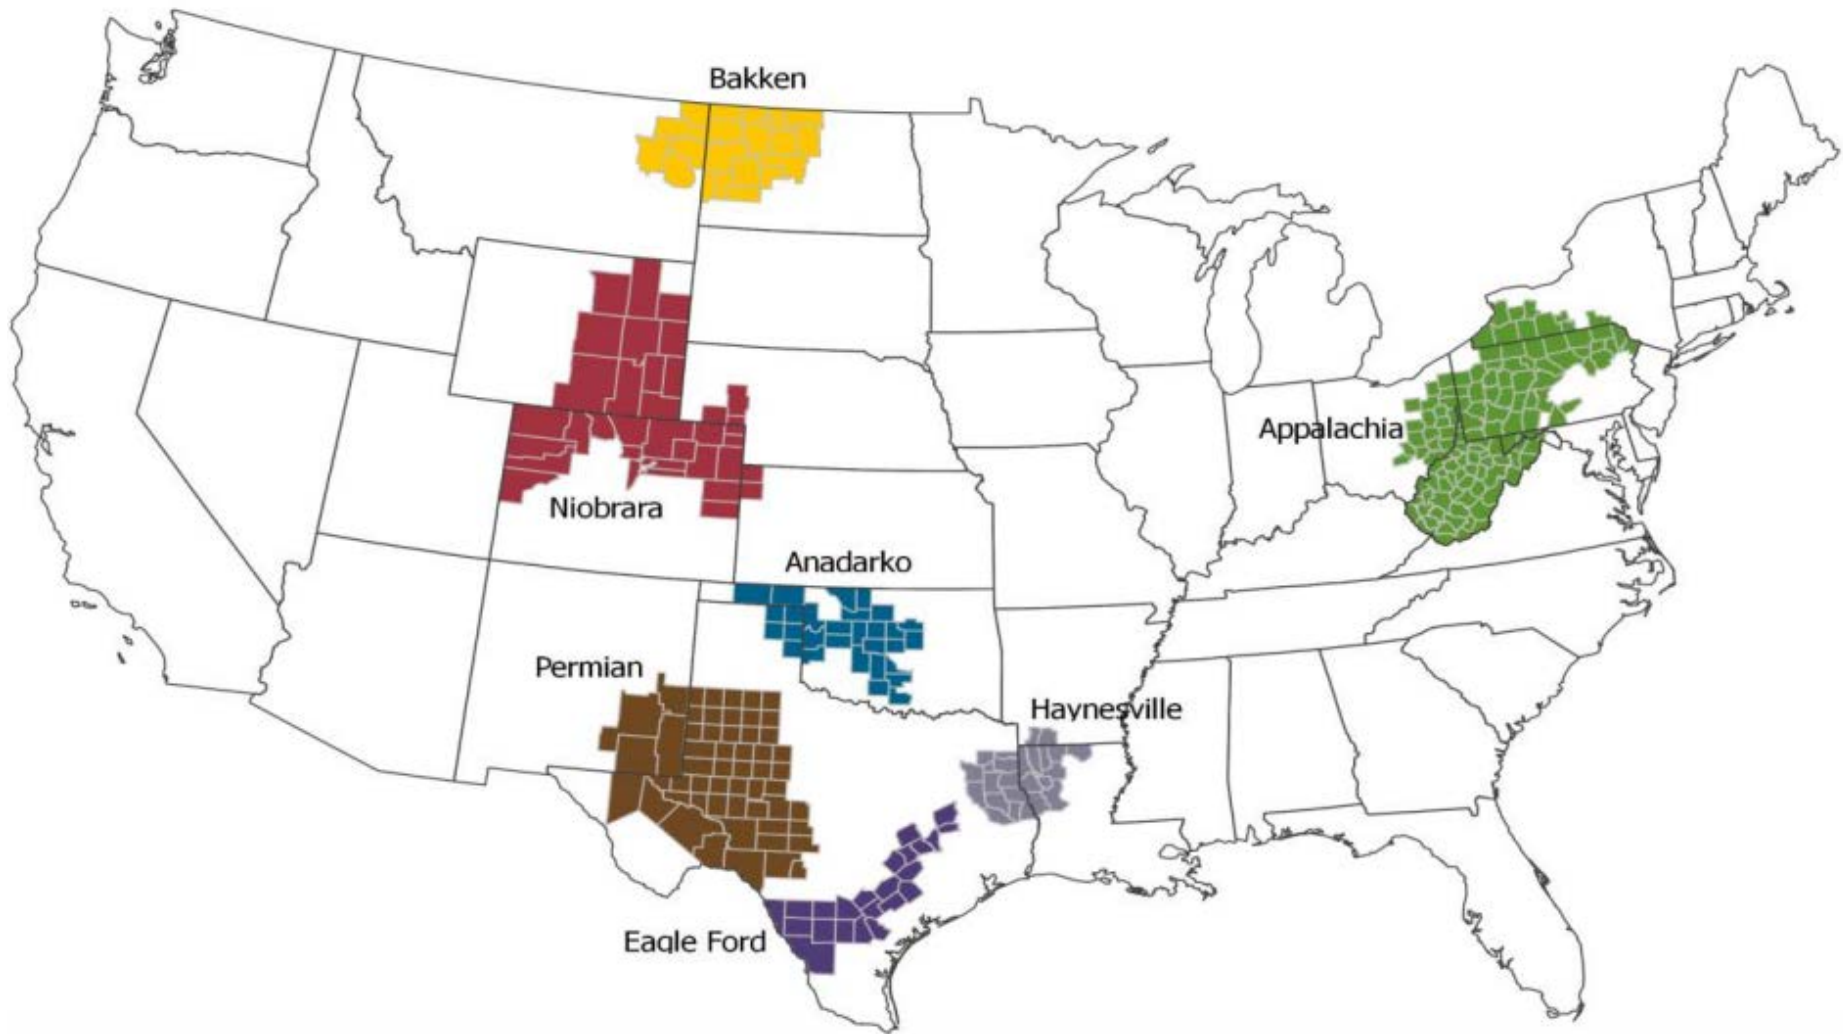 Bakken
Appalachia
Niobrara
Anadarko
Permian
Haynesville
Eagle Ford